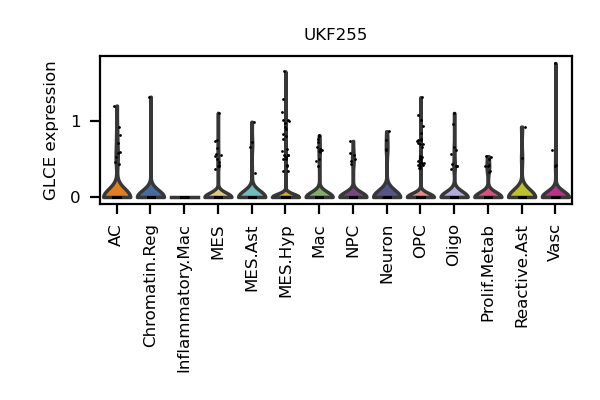 UKF255
GLCE expression
1
0
AC
Chromatin.Reg
Inflammatory.Mac
MES
MES.Ast
MES.Hyp
Mac
NPC
Neuron
OPC
Oligo
Prolif.Metab
Reactive.Ast
Vasc